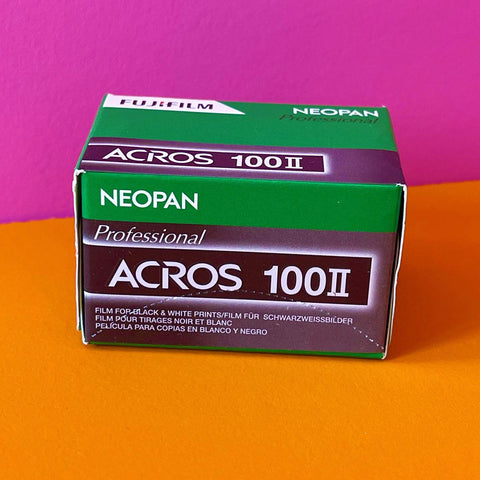 FUJIFILM
NEOPAN
Professional
ACROS 100II
NEOPAN
Professional
ACROS 100II
FILM FOR BLACK & WHITE PRINTS/FILM FÜR SCHWARZWEISSBILDER
FILM POUR TIRAGES NOIR ET BLANC
PELÍCULA PARA COPIAS EN BLANCO Y NEGRO